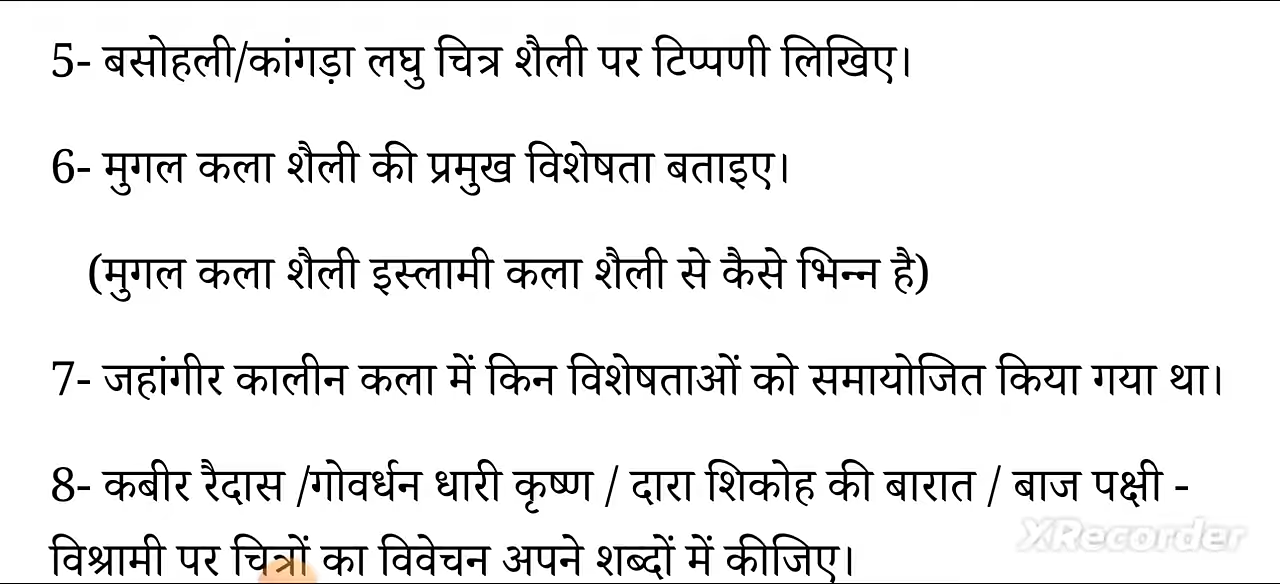 5- बसोहली/कांगड़ा लघु चित्र शैली पर टिप्पणी लिखिए।
6- मुगल कला शैली की प्रमुख विशेषता बताइए।
(मुगल कला शैली इस्लामी कला शैली से कैसे भिन्न है)
7- जहांगीर कालीन कला में किन विशेषताओं को समायोजित किया गया था।
8- कबीर रैदास /गोवर्धन धारी कृष्ण / दारा शिकोह की बारात / बाज पक्षी -
विश्रामी पर चित्रों का विवेचन अपने शब्दों में कीजिए।
XRecorder